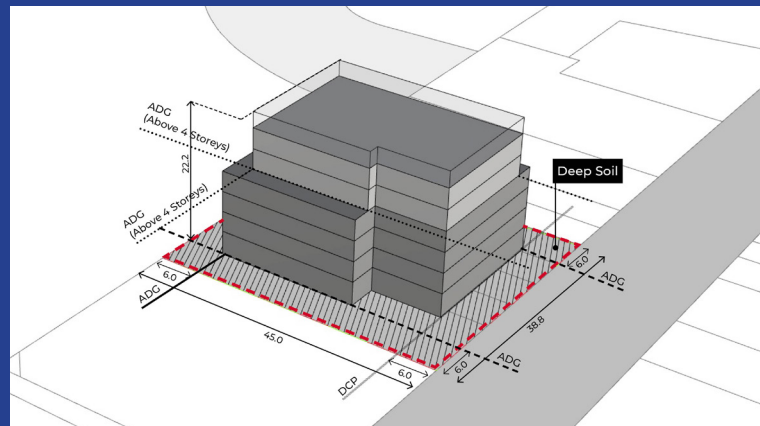 ADG
(Above 4 Storeys)
22.2
ADG
(Above 4 Storeys)
Deep Soil
6.0
ADG
45.0
6.0
DCP
6.0
ADG
38.8
6.0
ADG